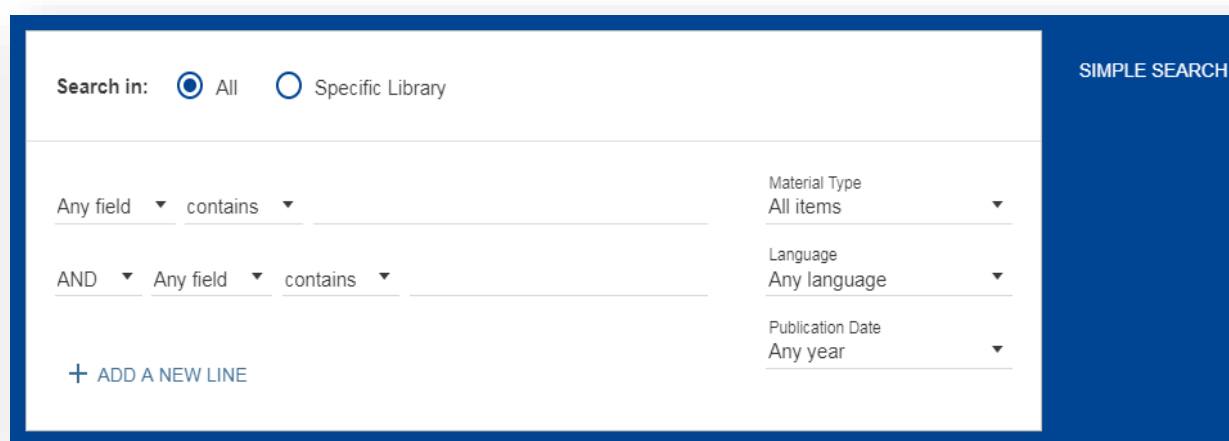 Search in: All Specific Library
SIMPLE SEARCH
Any field contains
AND Any field contains
+ ADD A NEW LINE
Material Type
All items
Language
Any language
Publication Date
Any year